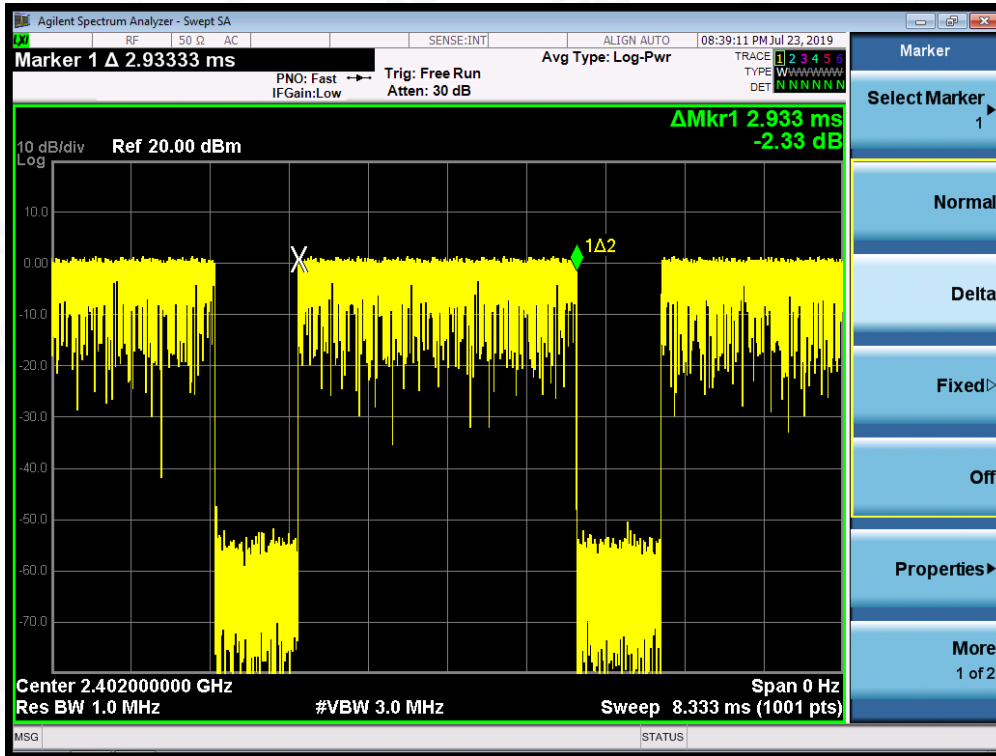 Agilent Spectrum Analyzer - Swept SA
LXI RF 50 Ω AC SENSE:INT ALIGN AUTO 08:39:11 PM Jul 23, 2019
Marker 1 Δ 2.93333 ms
PNO: Fast
IFGain:Low
Trig: Free Run
Atten: 30 dB
Avg Type: Log-Pwr
TRACE 1 2 3 4 5 6
TYPE WWWWWWW
DET N N N N N N
ΔMkr1 2.933 ms
-2.33 dB
10 dB/div Ref 20.00 dBm
Log
10.0
0.00
1Δ2
-10.0
-20.0
-30.0
-40.0
-50.0
-60.0
-70.0
Center 2.402000000 GHz Span 0 Hz
Res BW 1.0 MHz #VBW 3.0 MHz Sweep 8.333 ms (1001 pts)
MSG STATUS
Marker
Select Marker
1
Normal
Delta
Fixed
Off
Properties
More
1 of 2